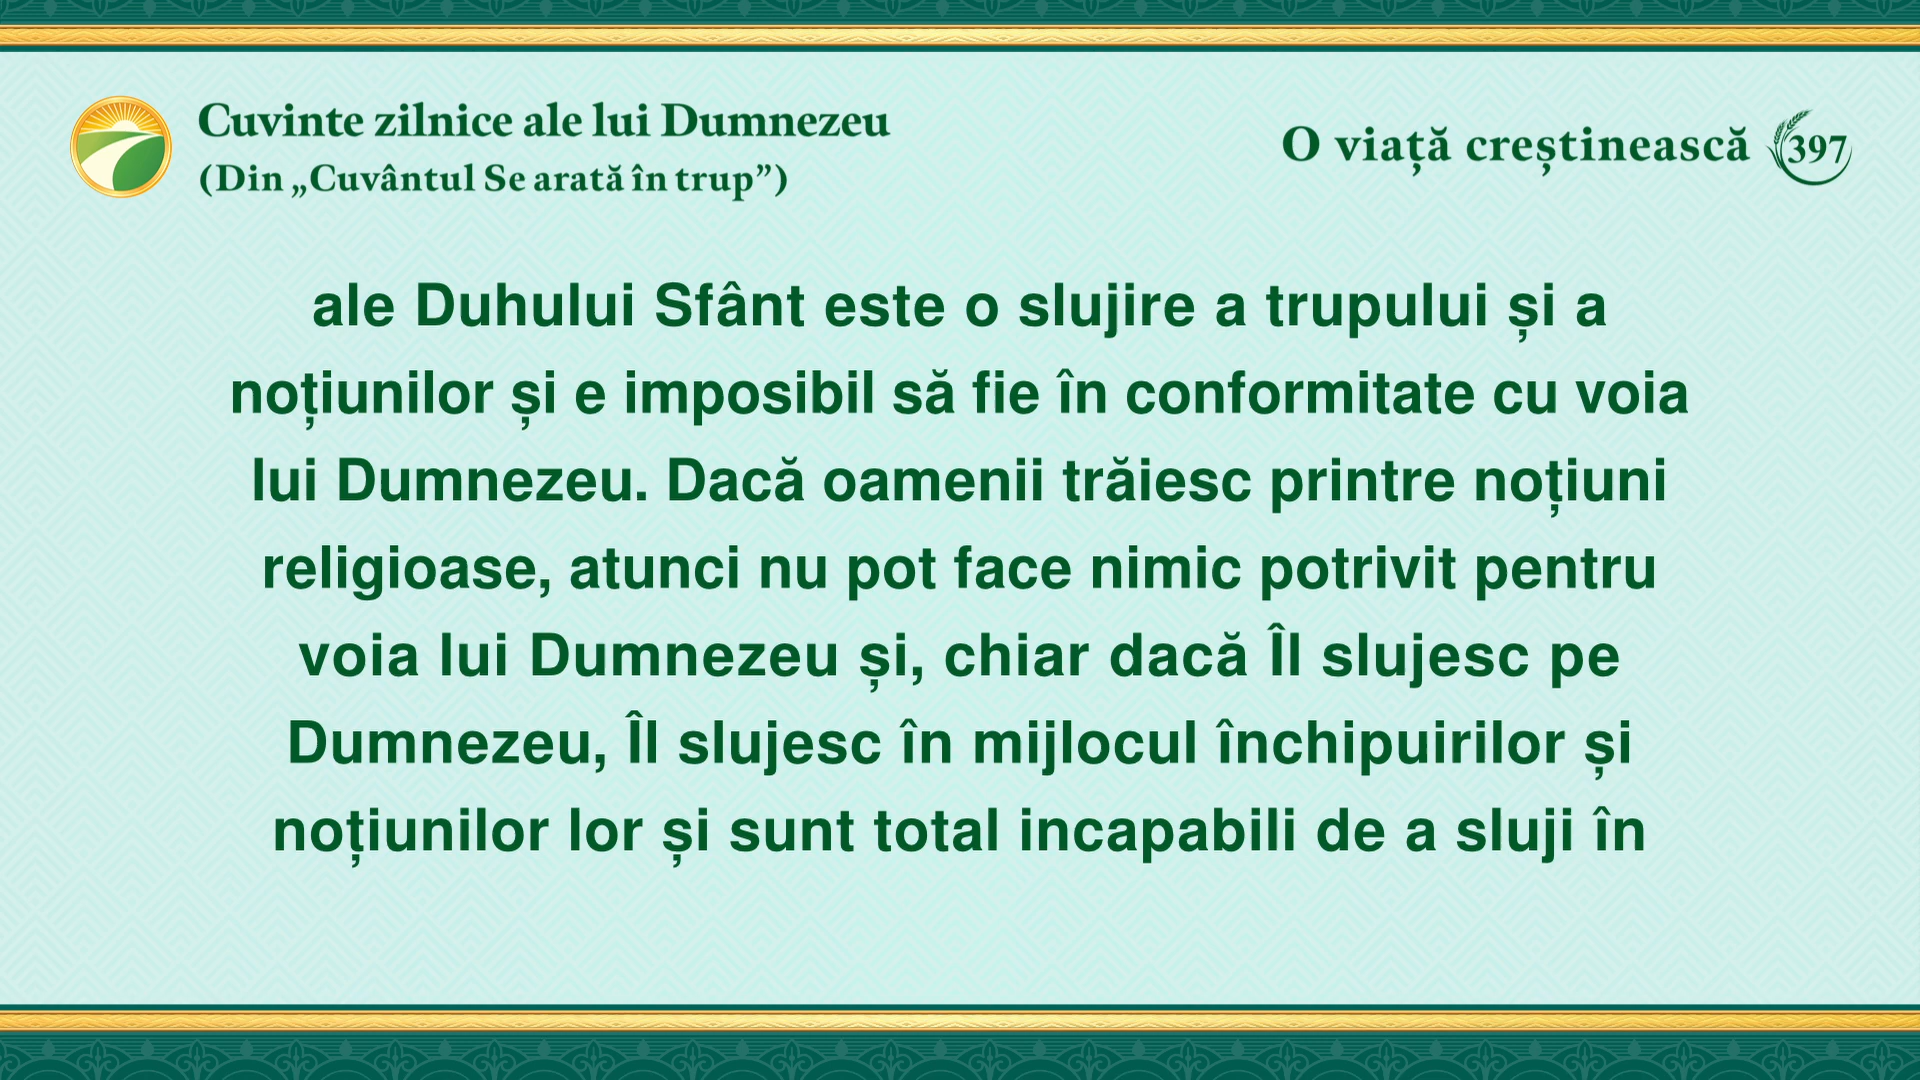 Cuvinte zilnice ale lui Dumnezeu
(Din „Cuvântul Se arată în trup”)
O viață creștinească 397
ale Duhului Sfânt este o slujire a trupului și a
noțiunilor și e imposibil să fie în conformitate cu voia
lui Dumnezeu. Dacă oamenii trăiesc printre noțiuni
religioase, atunci nu pot face nimic potrivit pentru
voia lui Dumnezeu și, chiar dacă Îl slujesc pe
Dumnezeu, Îl slujesc în mijlocul închipuirilor și
noțiunilor lor și sunt total incapabili de a sluji în